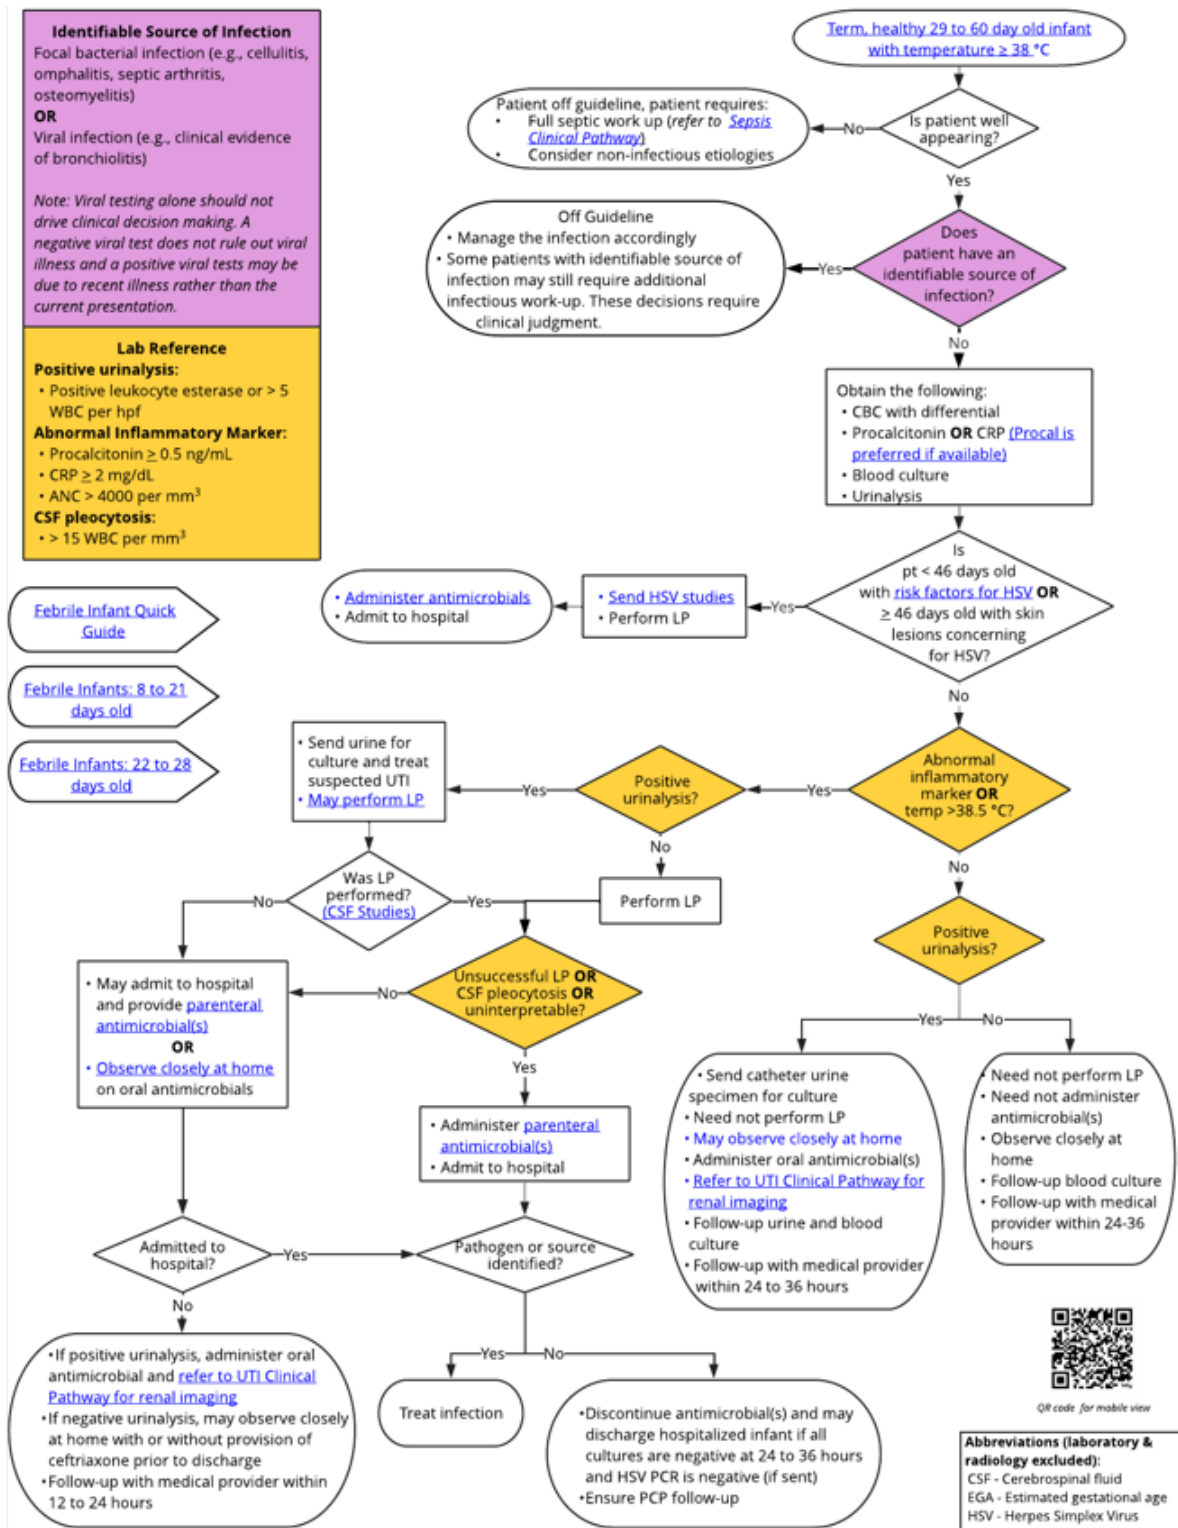 Identifiable Source of Infection
Focal bacterial infection (e.g., cellulitis,
omphalitis, septic arthritis,
osteomyelitis)
OR
Viral infection (e.g., clinical evidence
of bronchiolitis)
Note: Viral testing alone should not
drive clinical decision making. A
negative viral test does not rule out viral
illness and a positive viral tests may be
due to recent illness rather than the
current presentation.
Lab Reference
Positive urinalysis:
• Positive leukocyte esterase or > 5
WBC per hpf
Abnormal Inflammatory Marker:
• Procalcitonin ≥ 0.5 ng/mL
• CRP ≥ 2 mg/dL
• ANC > 4000 per mm³
CSF pleocytosis:
• > 15 WBC per mm³
Febrile Infant Quick
Guide
Febrile Infants: 8 to 21
days old
Febrile Infants: 22 to 28
days old
Term, healthy 29 to 60 day old infant
with temperature ≥ 38 °C
Is patient well
appearing?
No
Patient off guideline, patient requires:
• Full septic work up (refer to Sepsis
Clinical Pathway)
• Consider non-infectious etiologies
Yes
Does
patient have an
identifiable source of
infection?
Yes
Off Guideline
• Manage the infection accordingly
• Some patients with identifiable source of
infection may still require additional
infectious work-up. These decisions require
clinical judgment.
No
Obtain the following:
• CBC with differential
• Procalcitonin OR CRP (Procal is
preferred if available)
• Blood culture
• Urinalysis
Is
pt < 46 days old
with risk factors for HSV OR
≥ 46 days old with skin
lesions concerning
for HSV?
Yes
• Send HSV studies
• Perform LP
• Administer antimicrobials
• Admit to hospital
No
Abnormal
inflammatory
marker OR
temp >38.5 °C?
Yes
Positive
urinalysis?
Yes
• Send urine for
culture and treat
suspected UTI
• May perform LP
No
Perform LP
Was LP
performed?
(CSF Studies)
No
Yes
Unsuccessful LP OR
CSF pleocytosis OR
uninterpretable?
No
• May admit to hospital
and provide parenteral
antimicrobial(s)
OR
• Observe closely at home
on oral antimicrobials
Yes
• Administer parenteral
antimicrobial(s)
• Admit to hospital
Admitted to
hospital?
Yes
Pathogen or source
identified?
No
•If positive urinalysis, administer oral
antimicrobial and refer to UTI Clinical
Pathway for renal imaging
•If negative urinalysis, may observe closely
at home with or without provision of
ceftriaxone prior to discharge
•Follow-up with medical provider within
12 to 24 hours
Yes
No
Treat infection
•Discontinue antimicrobial(s) and may
discharge hospitalized infant if all
cultures are negative at 24 to 36 hours
and HSV PCR is negative (if sent)
•Ensure PCP follow-up
No
Positive
urinalysis?
Yes
No
• Send catheter urine
specimen for culture
• Need not perform LP
• May observe closely at home
• Administer oral antimicrobial(s)
• Refer to UTI Clinical Pathway for
renal imaging
• Follow-up urine and blood
culture
• Follow-up with medical provider
within 24 to 36 hours
• Need not perform LP
• Need not administer
antimicrobial(s)
• Observe closely at
home
• Follow-up blood culture
• Follow-up with medical
provider within 24-36
hours
QR code for mobile view
Abbreviations (laboratory &
radiology excluded):
CSF - Cerebrospinal fluid
EGA - Estimated gestational age
HSV - Herpes Simplex Virus